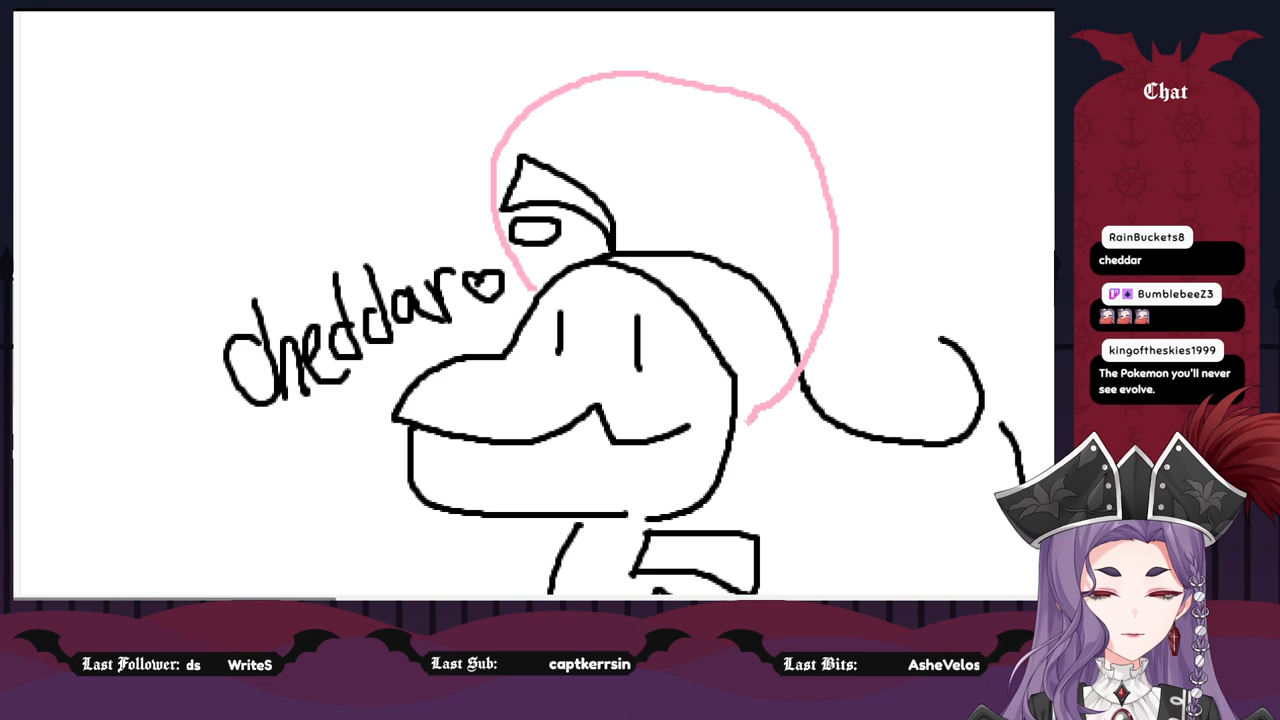 Chat
RainBuckets8
cheddar
BumblebeeZ3
kingoftheskies1999
The Pokemon you'll never
see evolve.
cheddar
Last Follower: ds WriteS
Last Sub: captkerrsin
Last Bits: AsheVelos